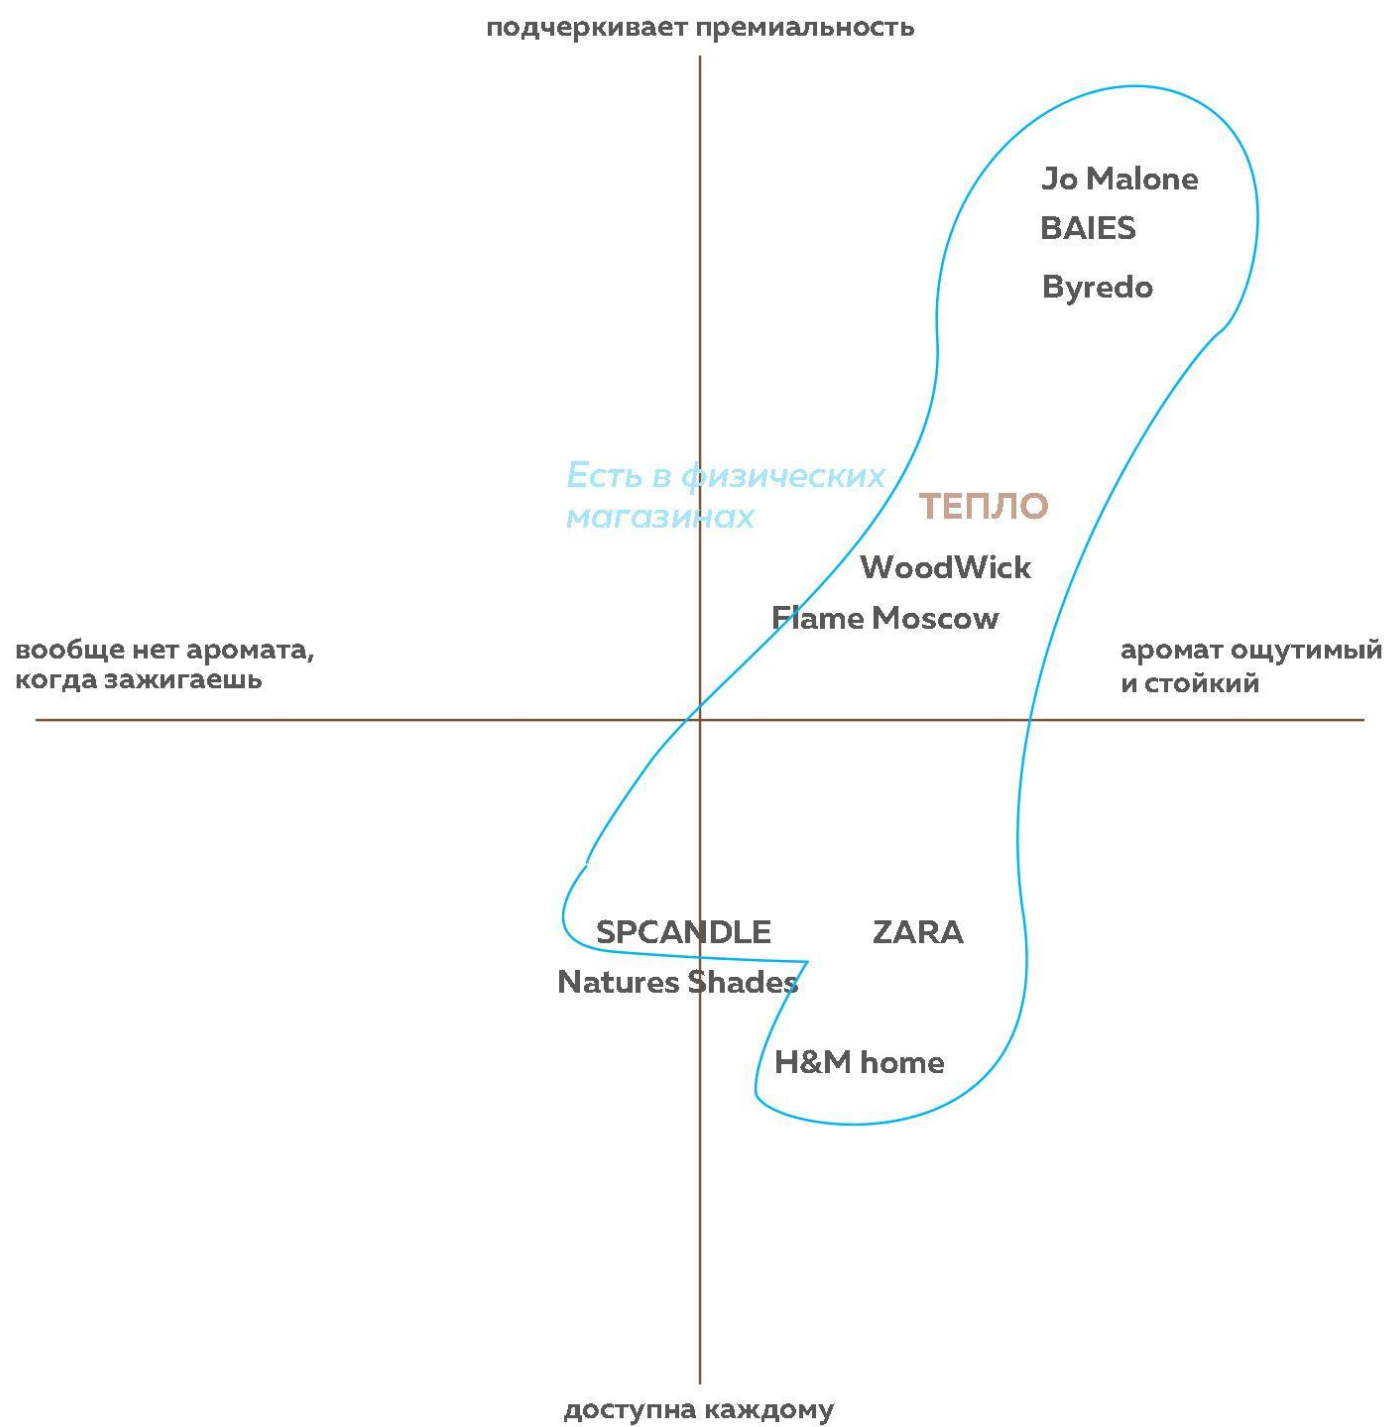 подчеркивает премиальность
Jo Malone
BAIES
Byredo
Есть в физических
магазинах
ТЕПЛО
WoodWick
Flame Moscow
вообще нет аромата,
когда зажигаешь
аромат ощутимый
и стойкий
SPCANDLE
ZARA
Natures Shades
H&M home
доступна каждому